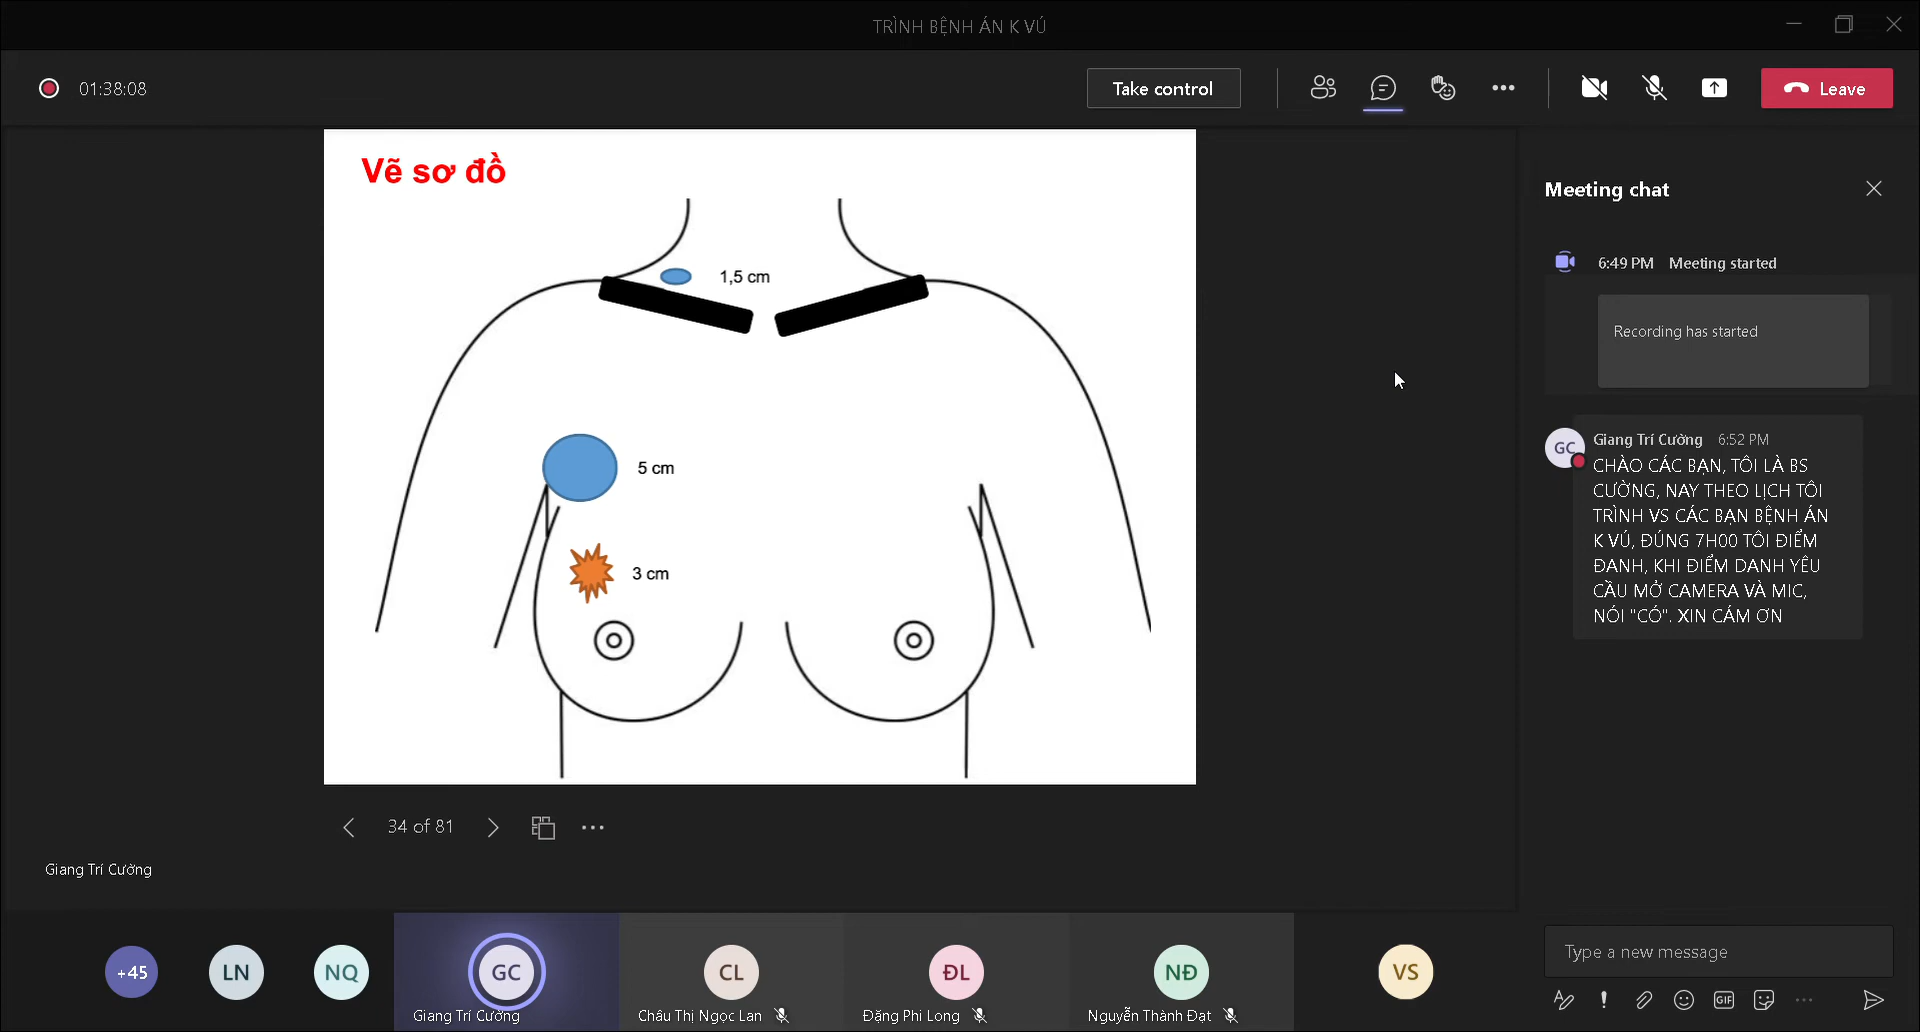 TRÌNH BỆNH ÁN K VÚ
01:38:08
Take control
Leave
Vẽ sơ đồ
1,5 cm
5 cm
3 cm
34 of 81
Giang Trí Cường
Meeting chat
6:49 PM Meeting started
Recording has started
GC
Giang Trí Cường 6:52 PM
CHÀO CÁC BẠN, TÔI LÀ BS
CƯỜNG, NAY THEO LỊCH TÔI
TRÌNH VS CÁC BẠN BỆNH ÁN
K VÚ, ĐÚNG 7H00 TÔI ĐIỂM
ĐANH, KHI ĐIỂM DANH YÊU
CẦU MỞ CAMERA VÀ MIC,
NÓI "CÓ". XIN CÁM ƠN
+45
LN
NQ
GC
Giang Trí Cường
CL
Châu Thị Ngọc Lan
ĐL
Đặng Phi Long
NĐ
Nguyễn Thành Đạt
VS
Type a new message
GIF